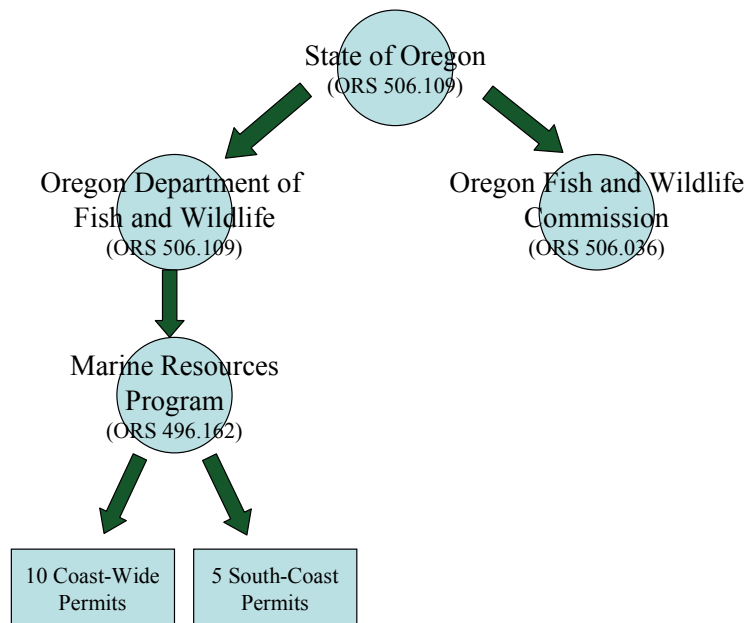 State of Oregon
(ORS 506.109)
Oregon Department of
Fish and Wildlife
(ORS 506.109)
Oregon Fish and Wildlife
Commission
(ORS 506.036)
Marine Resources
Program
(ORS 496.162)
10 Coast-Wide
Permits
5 South-Coast
Permits